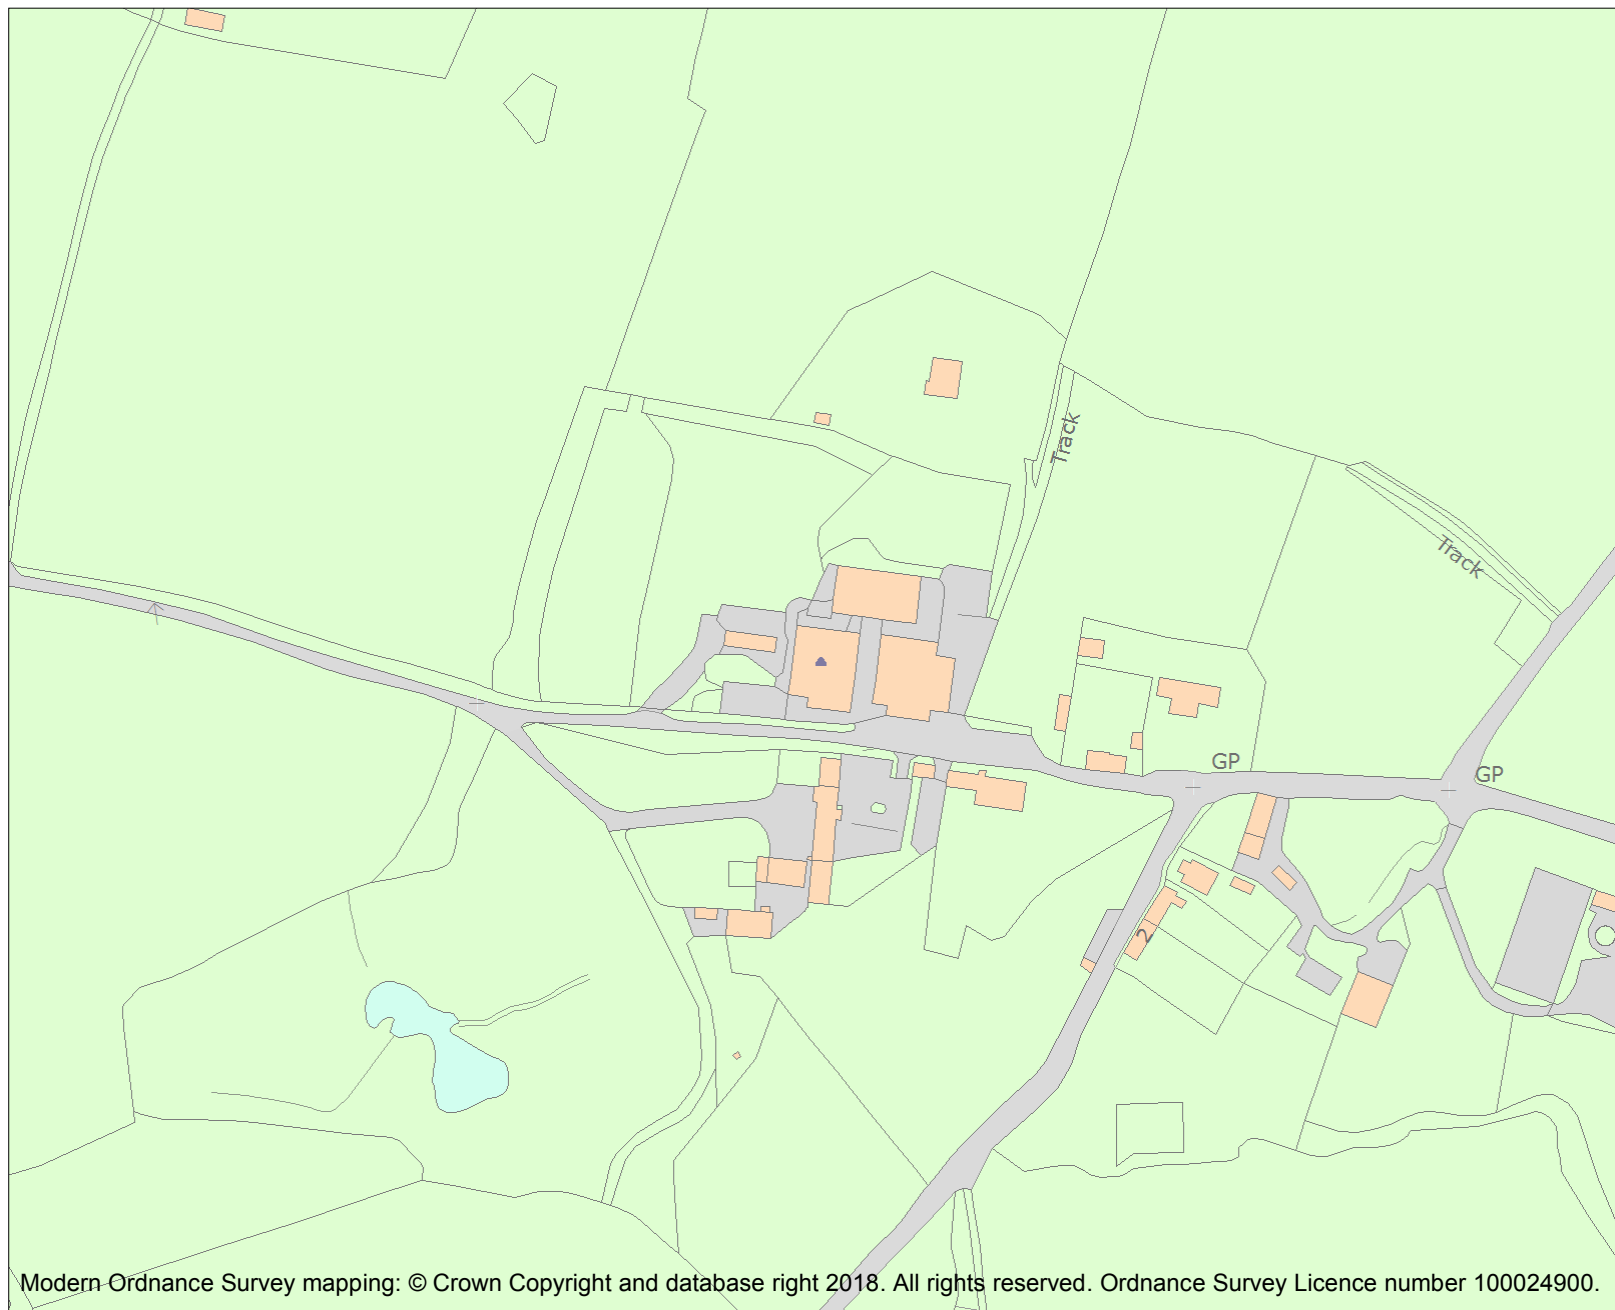 Track
Track
GP
GP
2
Modern Ordnance Survey mapping: © Crown Copyright and database right 2018. All rights reserved. Ordnance Survey Licence number 100024900.